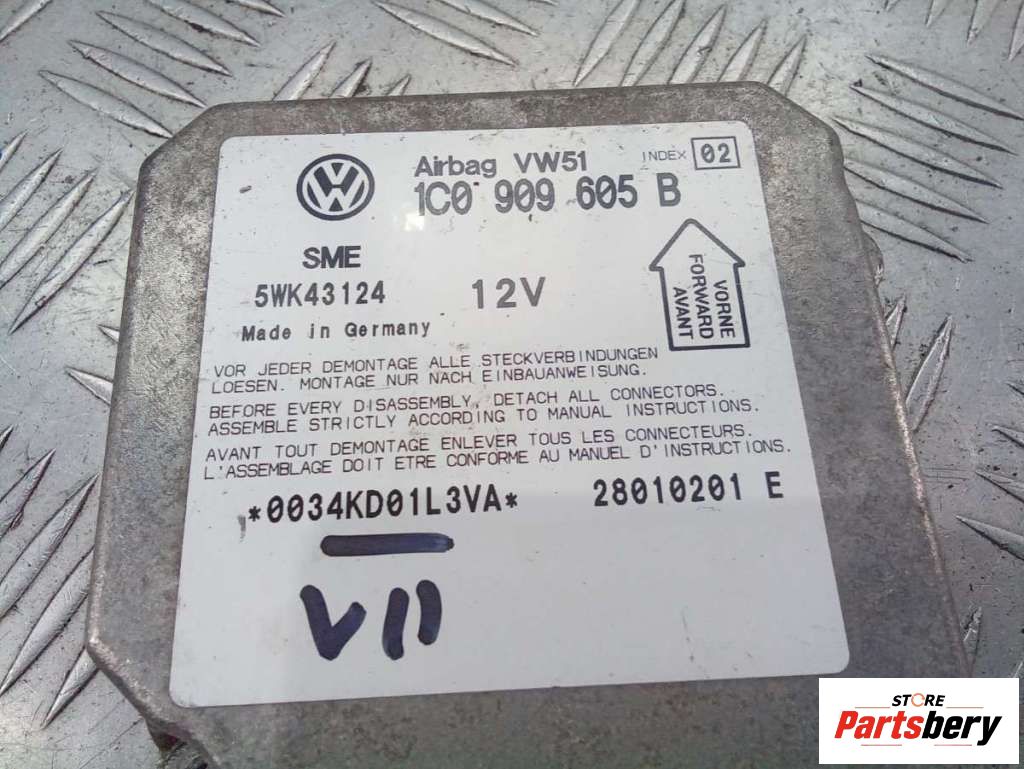 Airbag VW51 INDEX 02
1C0 909 605 B
SME
5WK43124 12V
Made in Germany
VORNE
FORWARD
AVANT
VOR JEDER DEMONTAGE ALLE STECKVERBINDUNGEN
LOESEN. MONTAGE NUR NACH EINBAUANWEISUNG.
BEFORE EVERY DISASSEMBLY, DETACH ALL CONNECTORS.
ASSEMBLE STRICTLY ACCORDING TO MANUAL INSTRUCTIONS.
AVANT TOUT DEMONTAGE ENLEVER TOUS LES CONNECTEURS.
L'ASSEMBLAGE DOIT ETRE CONFORME AU MANUEL D'INSTRUCTIONS.
*0034KD01L3VA* 28010201 E
VII
STORE
Partsbery